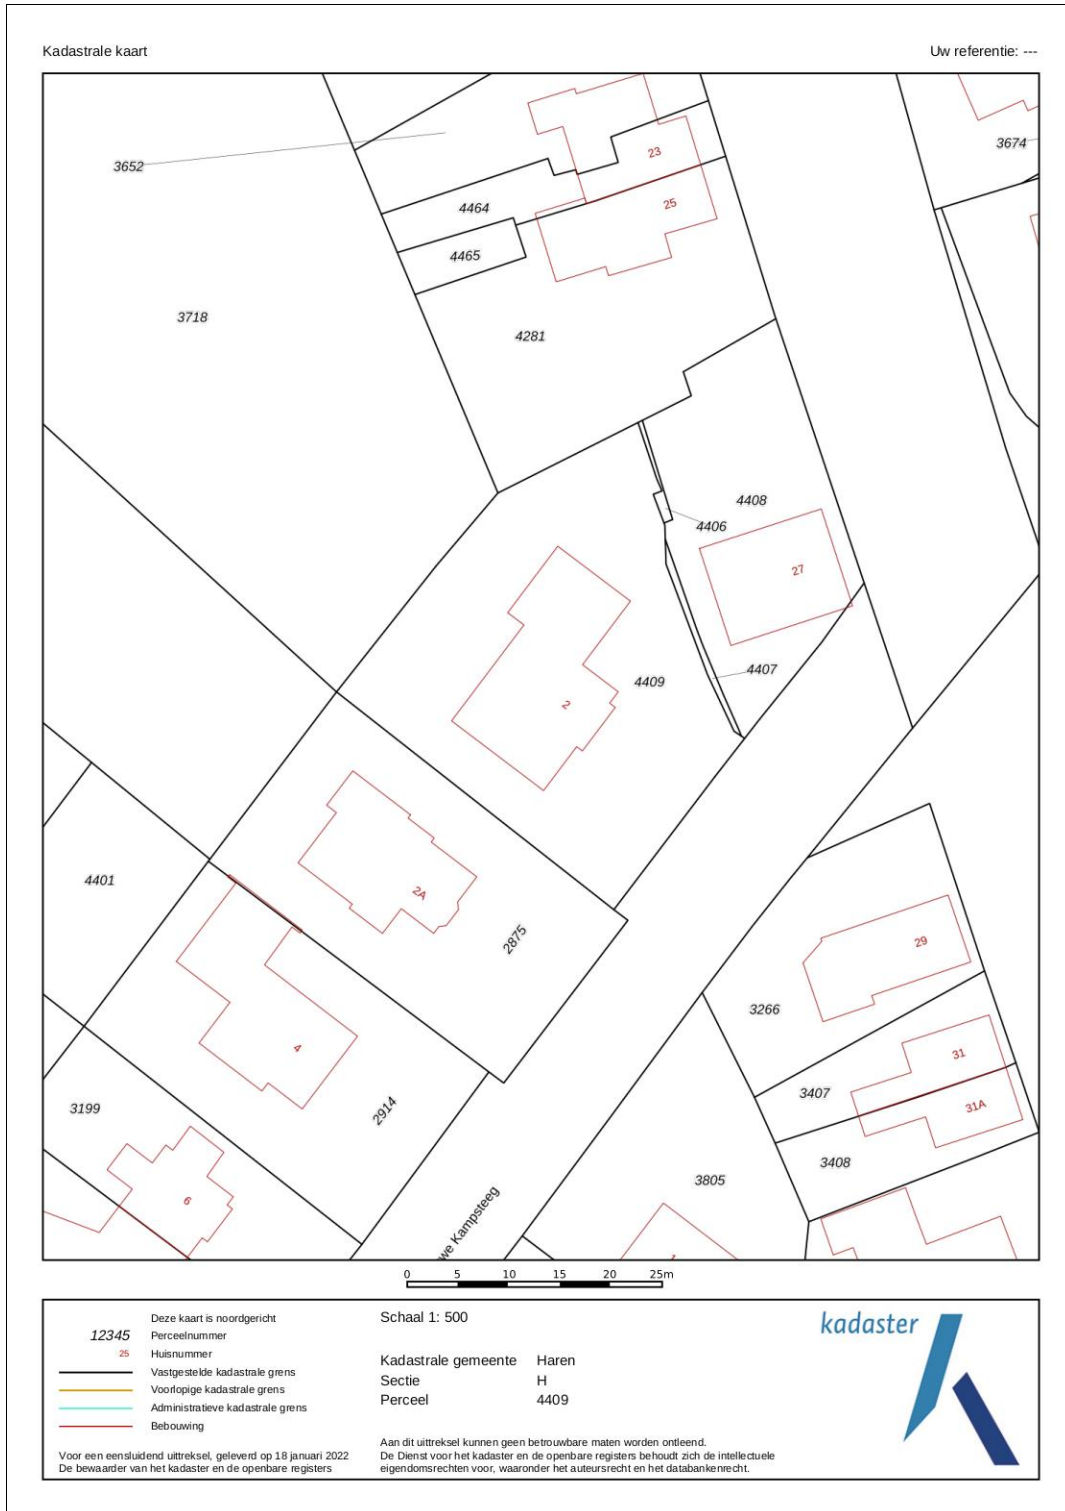 Kadastrale kaart
Uw referentie: ---
3652
3674
23
4464
25
4465
3718
4281
4408
4406
27
4407
4409
2
4401
2A
2875
29
3266
4
31
3407
31A
3199
2914
3408
3805
6
we Kampsteeg
1
0 5 10 15 20 25m
Deze kaart is noordgericht
12345 Perceelnummer
25 Huisnummer
Vastgestelde kadastrale grens
Voorlopige kadastrale grens
Administratieve kadastrale grens
Bebouwing
Voor een eensluidend uittreksel, geleverd op 18 januari 2022
De bewaarder van het kadaster en de openbare registers
Schaal 1: 500
Kadastrale gemeente Haren
Sectie H
Perceel 4409
Aan dit uittreksel kunnen geen betrouwbare maten worden ontleend.
De Dienst voor het kadaster en de openbare registers behoudt zich de intellectuele
eigendomsrechten voor, waaronder het auteursrecht en het databankenrecht.
kadaster